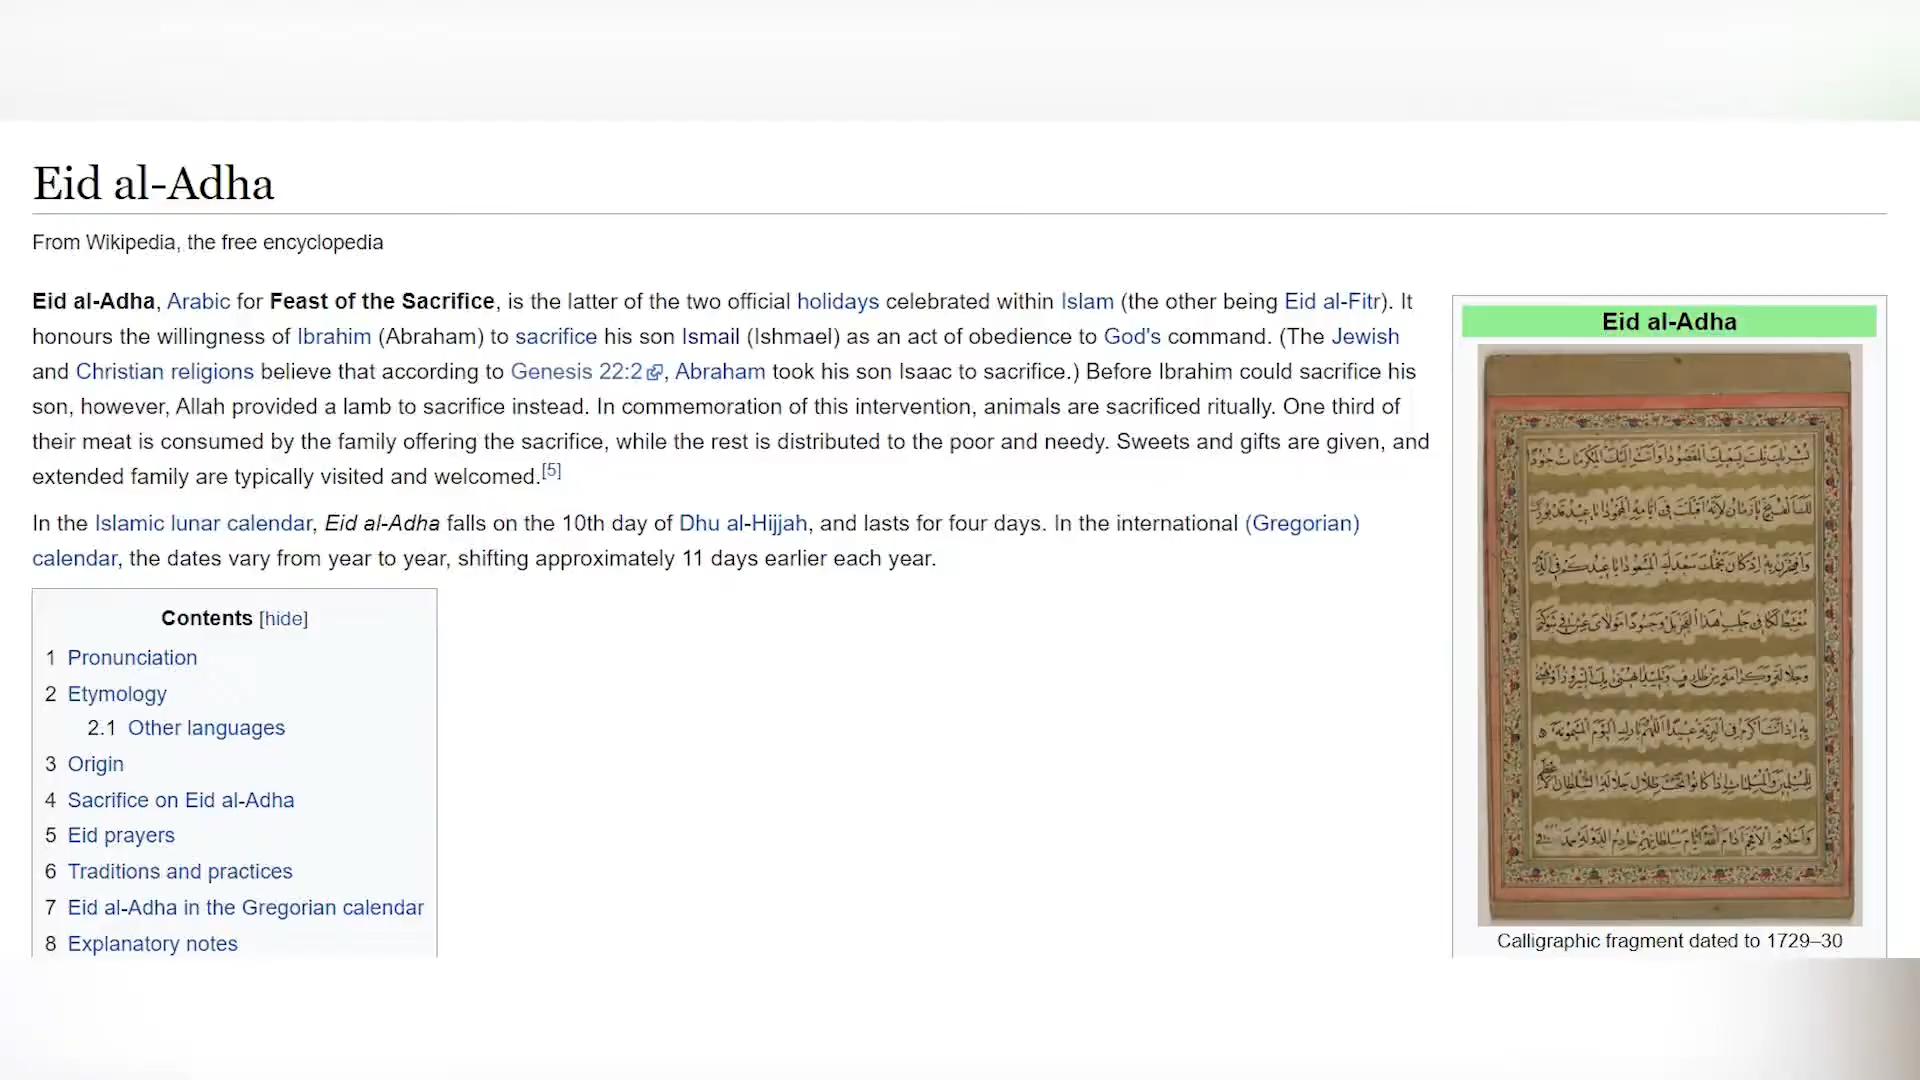 Eid al-Adha
From Wikipedia, the free encyclopedia
Eid al-Adha, Arabic for Feast of the Sacrifice, is the latter of the two official holidays celebrated within Islam (the other being Eid al-Fitr). It
honours the willingness of Ibrahim (Abraham) to sacrifice his son Ismail (Ishmael) as an act of obedience to God's command. (The Jewish
and Christian religions believe that according to Genesis 22:2, Abraham took his son Isaac to sacrifice.) Before Ibrahim could sacrifice his
son, however, Allah provided a lamb to sacrifice instead. In commemoration of this intervention, animals are sacrificed ritually. One third of
their meat is consumed by the family offering the sacrifice, while the rest is distributed to the poor and needy. Sweets and gifts are given, and
extended family are typically visited and welcomed.[5]
In the Islamic lunar calendar, Eid al-Adha falls on the 10th day of Dhu al-Hijjah, and lasts for four days. In the international (Gregorian)
calendar, the dates vary from year to year, shifting approximately 11 days earlier each year.
Contents [hide]
1 Pronunciation
2 Etymology
2.1 Other languages
3 Origin
4 Sacrifice on Eid al-Adha
5 Eid prayers
6 Traditions and practices
7 Eid al-Adha in the Gregorian calendar
8 Explanatory notes
Eid al-Adha
Calligraphic fragment dated to 1729–30